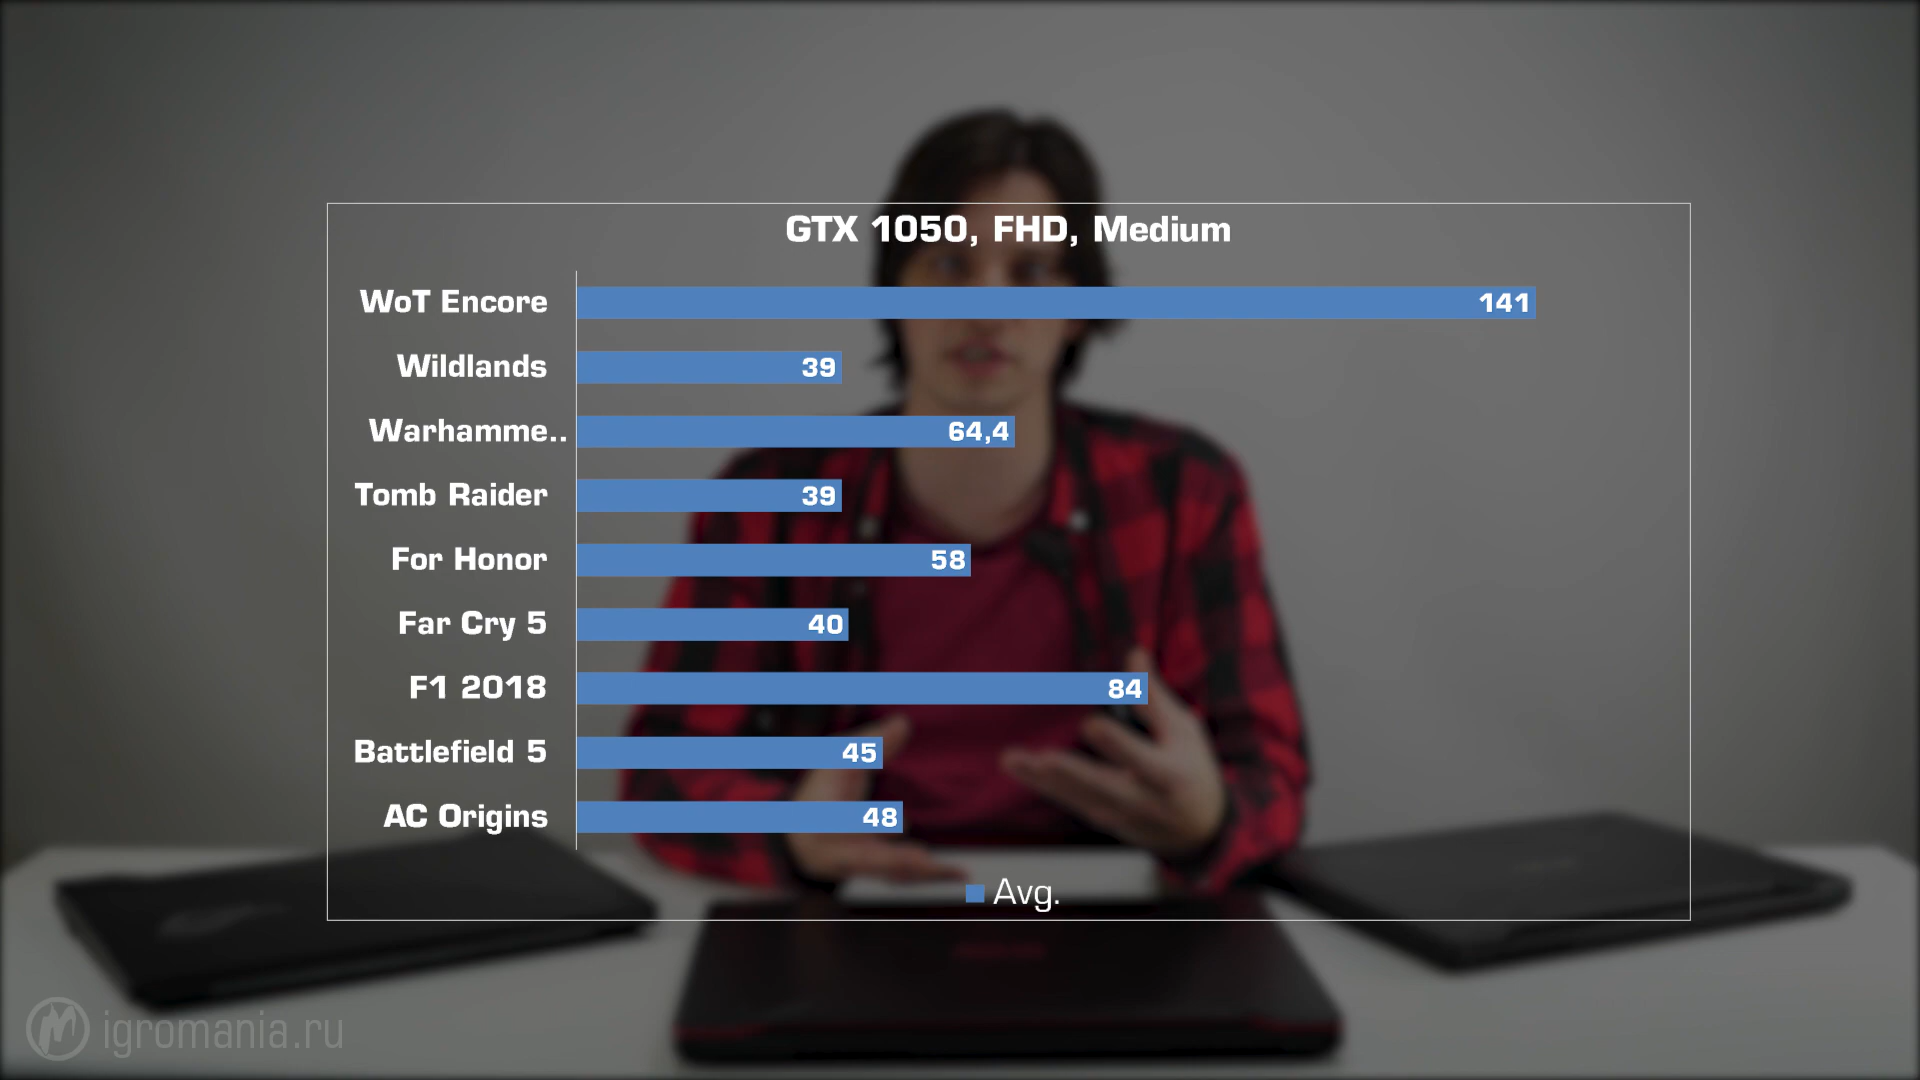 GTX 1050, FHD, Medium
WoT Encore 141
Wildlands 39
Warhamme.. 64,4
Tomb Raider 39
For Honor 58
Far Cry 5 40
F1 2018 84
Battlefield 5 45
AC Origins 48
Avg.
igromania.ru